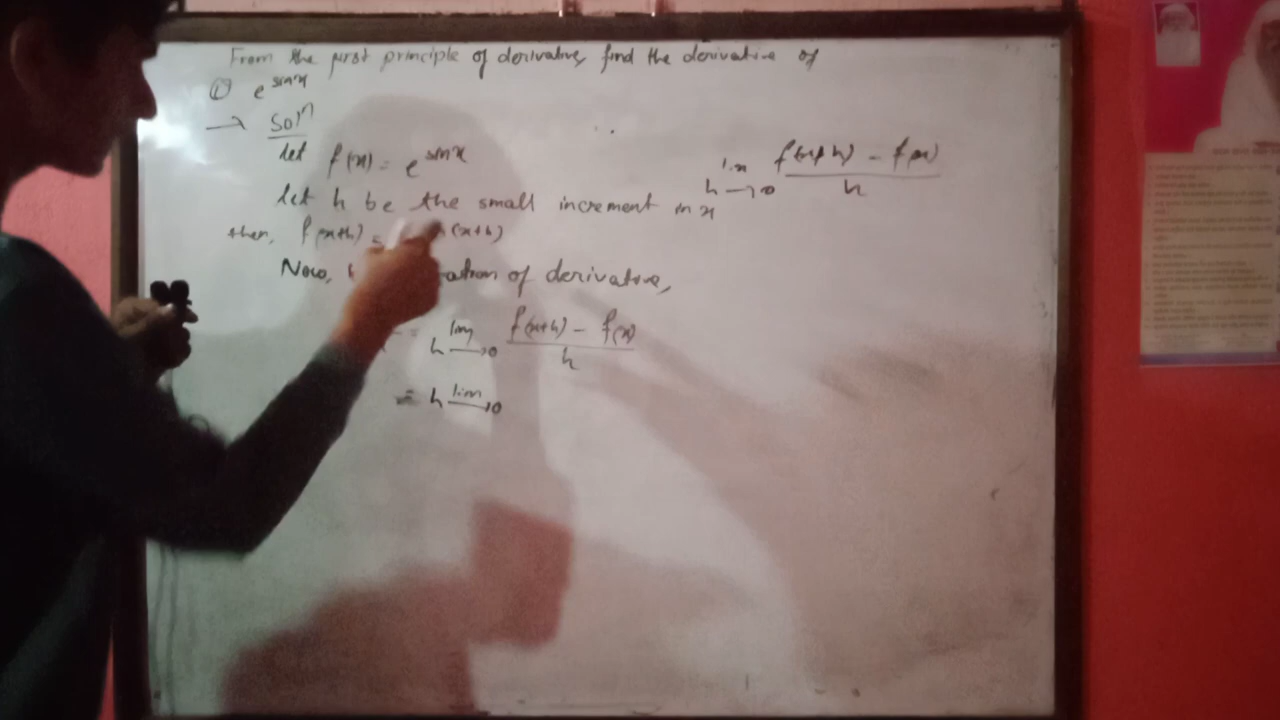 From the first principle of derivative, find the derivative of
① e^sinx
→ Solⁿ
let f(x) = e^sinx
lim h→0 f(x+h) - f(x) / h
let h be the small increment in x
then, f(x+h) = (x+h)
Now, of derivative,
= lim h→0 f(x+h) - f(x) / h
= h lim→0